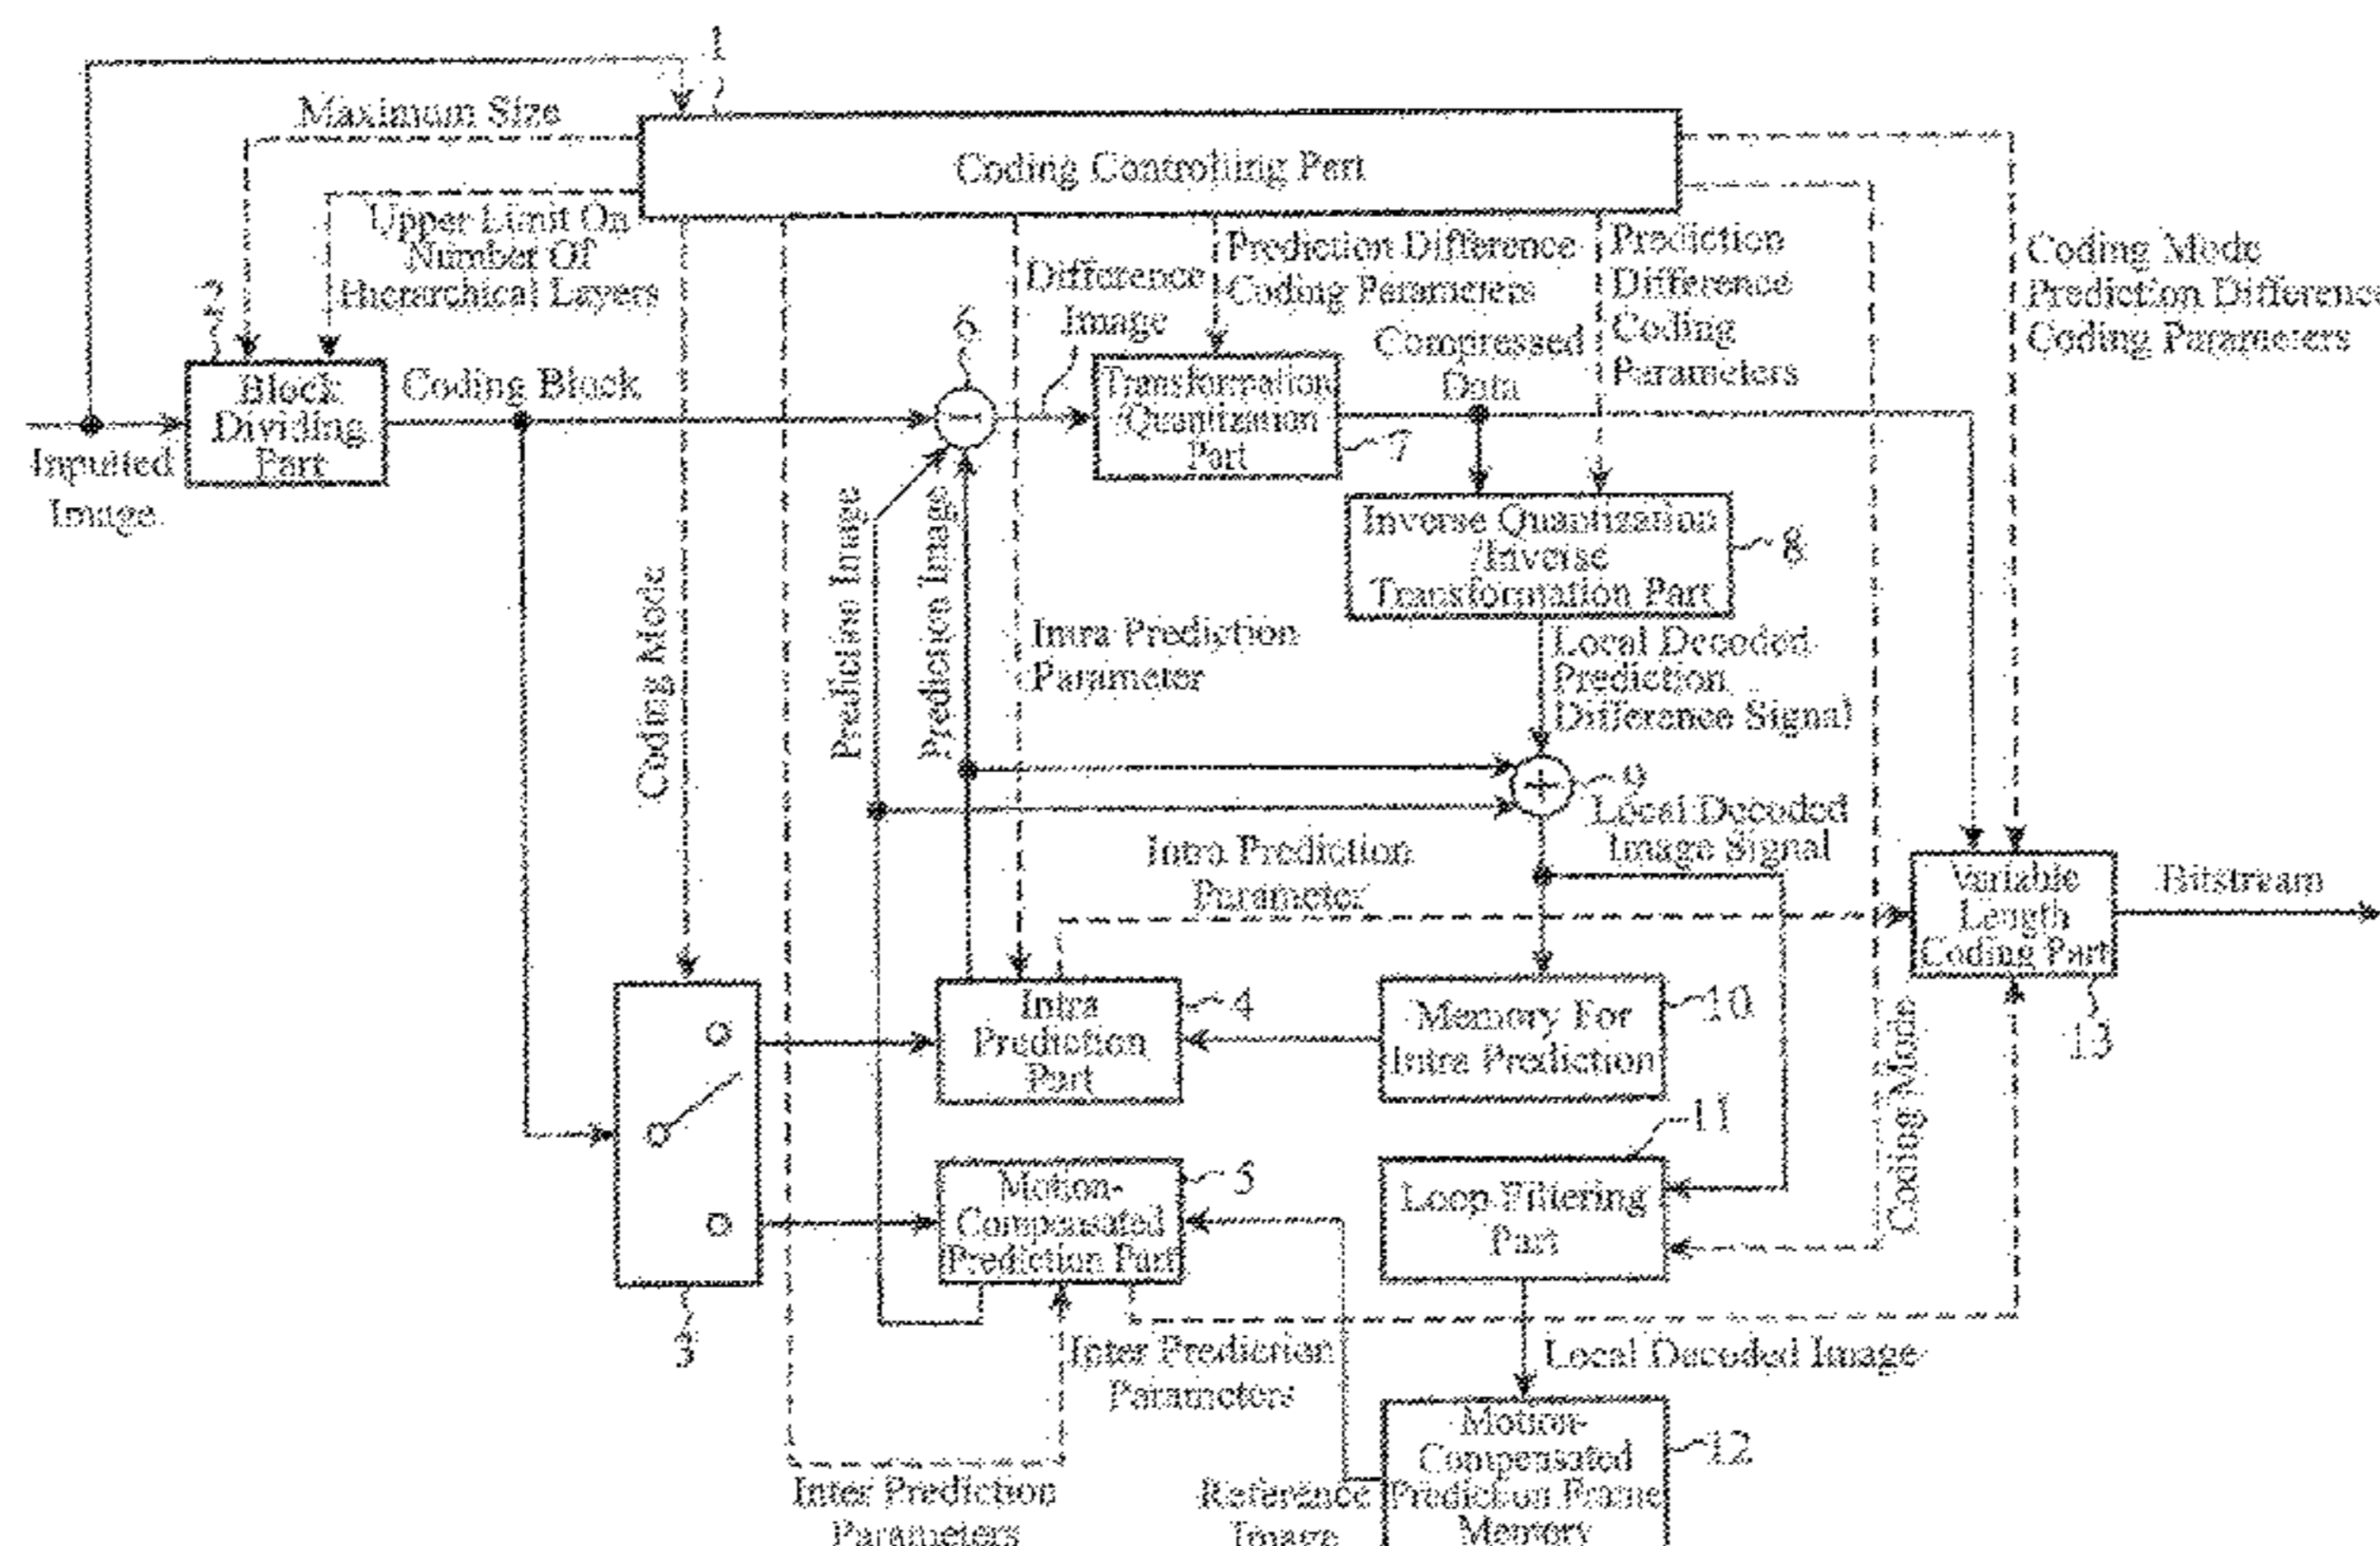 1
Maximum Size
Coding Controlling Part
Upper Limit On
Number Of
Hierarchical Layers
2
Prediction Difference
Coding Parameters
Prediction
Difference
Coding
Parameters
Coding Mode
Prediction Difference
Coding Parameters
Difference
Image
6
Compressed
Data
Block
Dividing
Part
Coding Block
Inputted
Image
Transformation
/Quantization
Part
7
Inverse Quantization
/Inverse
Transformation Part
8
Prediction Image
Prediction Image
Coding Mode
Intra Prediction
Parameter
Local Decoded
Prediction
Difference Signal
9
Local Decoded
Image Signal
Intra Prediction
Parameter
Variable
Length
Coding Part
Bitstream
13
Intra
Prediction
Part
4
Memory For
Intra Prediction
10
Coding Mode
11
Motion-
Compensated
Prediction Part
5
Loop Filtering
Part
3
Inter Prediction
Parameters
Local Decoded Image
Inter Prediction
Parameters
Reference
Image
Motion-
Compensated
Prediction Frame
Memory
12